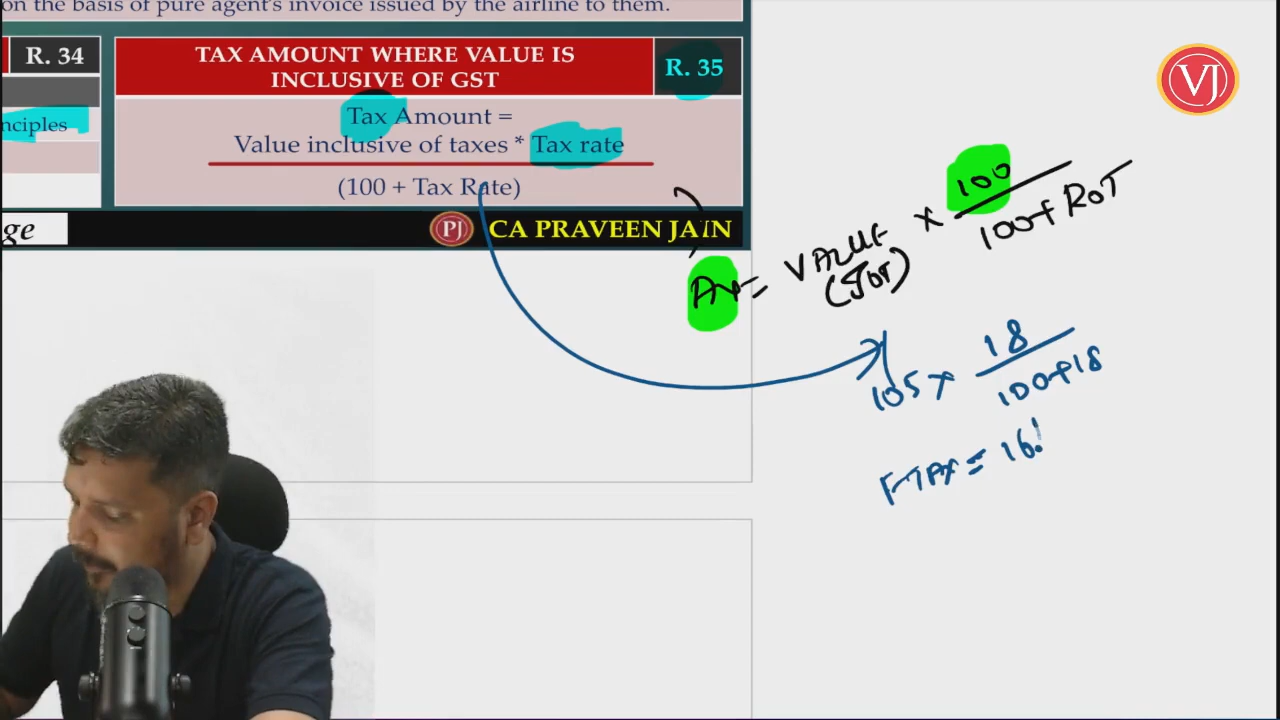 on the basis of pure agent's invoice issued by the airline to them.
R. 34
TAX AMOUNT WHERE VALUE IS
INCLUSIVE OF GST
R. 35
nciples
Tax Amount =
Value inclusive of taxes * Tax rate
(100 + Tax Rate)
ge
PJ
CA PRAVEEN JAIN
VJ
= VALUE × 100
100+ ROT
105 × 18
100+18
TAX = 16.